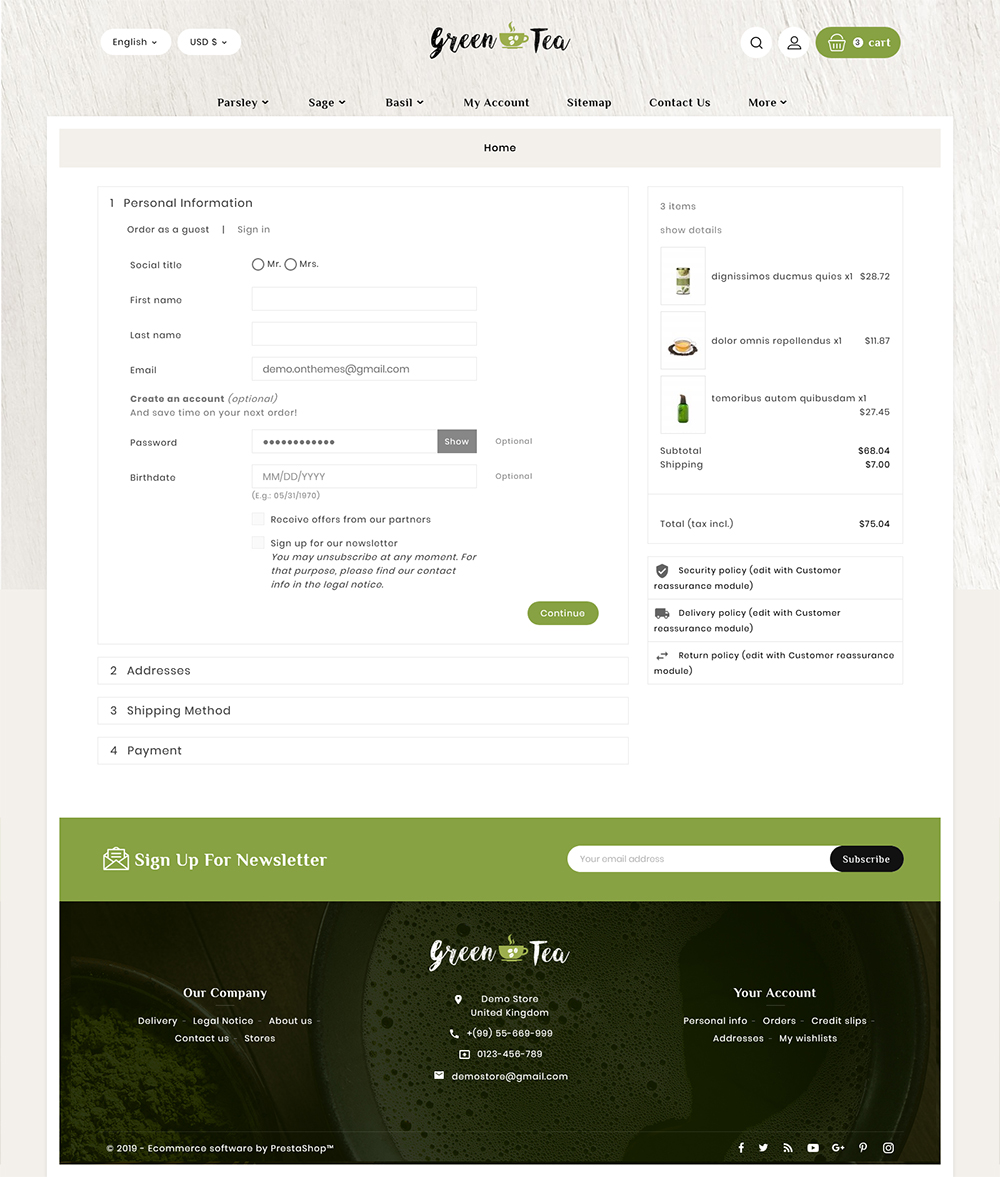 English
USD $
Green Tea
3 cart
Parsley
Sage
Basil
My Account
Sitemap
Contact Us
More
Home
1 Personal Information
Order as a guest | Sign in
Social title
Mr. Mrs.
First name
Last name
Email
demo.onthemes@gmail.com
Create an account (optional)
And save time on your next order!
Password
●●●●●●●●●●●●
Show
Optional
Birthdate
MM/DD/YYYY
Optional
(E.g.: 05/31/1970)
Receive offers from our partners
Sign up for our newsletter
You may unsubscribe at any moment. For
that purpose, please find our contact
info in the legal notice.
Continue
2 Addresses
3 Shipping Method
4 Payment
3 items
show details
dignissimos ducmus quios x1 $28.72
dolor omnis repellendus x1 $11.87
temoribus autem quibusdam x1
$27.45
Subtotal $68.04
Shipping $7.00
Total (tax incl.) $75.04
Security policy (edit with Customer
reassurance module)
Delivery policy (edit with Customer
reassurance module)
Return policy (edit with Customer reassurance
module)
Sign Up For Newsletter
Your email address
Subscribe
Green Tea
Our Company
Delivery - Legal Notice - About us -
Contact us - Stores
Demo Store
United Kingdom
+(99) 55-669-999
0123-456-789
demostore@gmail.com
Your Account
Personal info - Orders - Credit slips -
Addresses - My wishlists
© 2019 - Ecommerce software by PrestaShop™